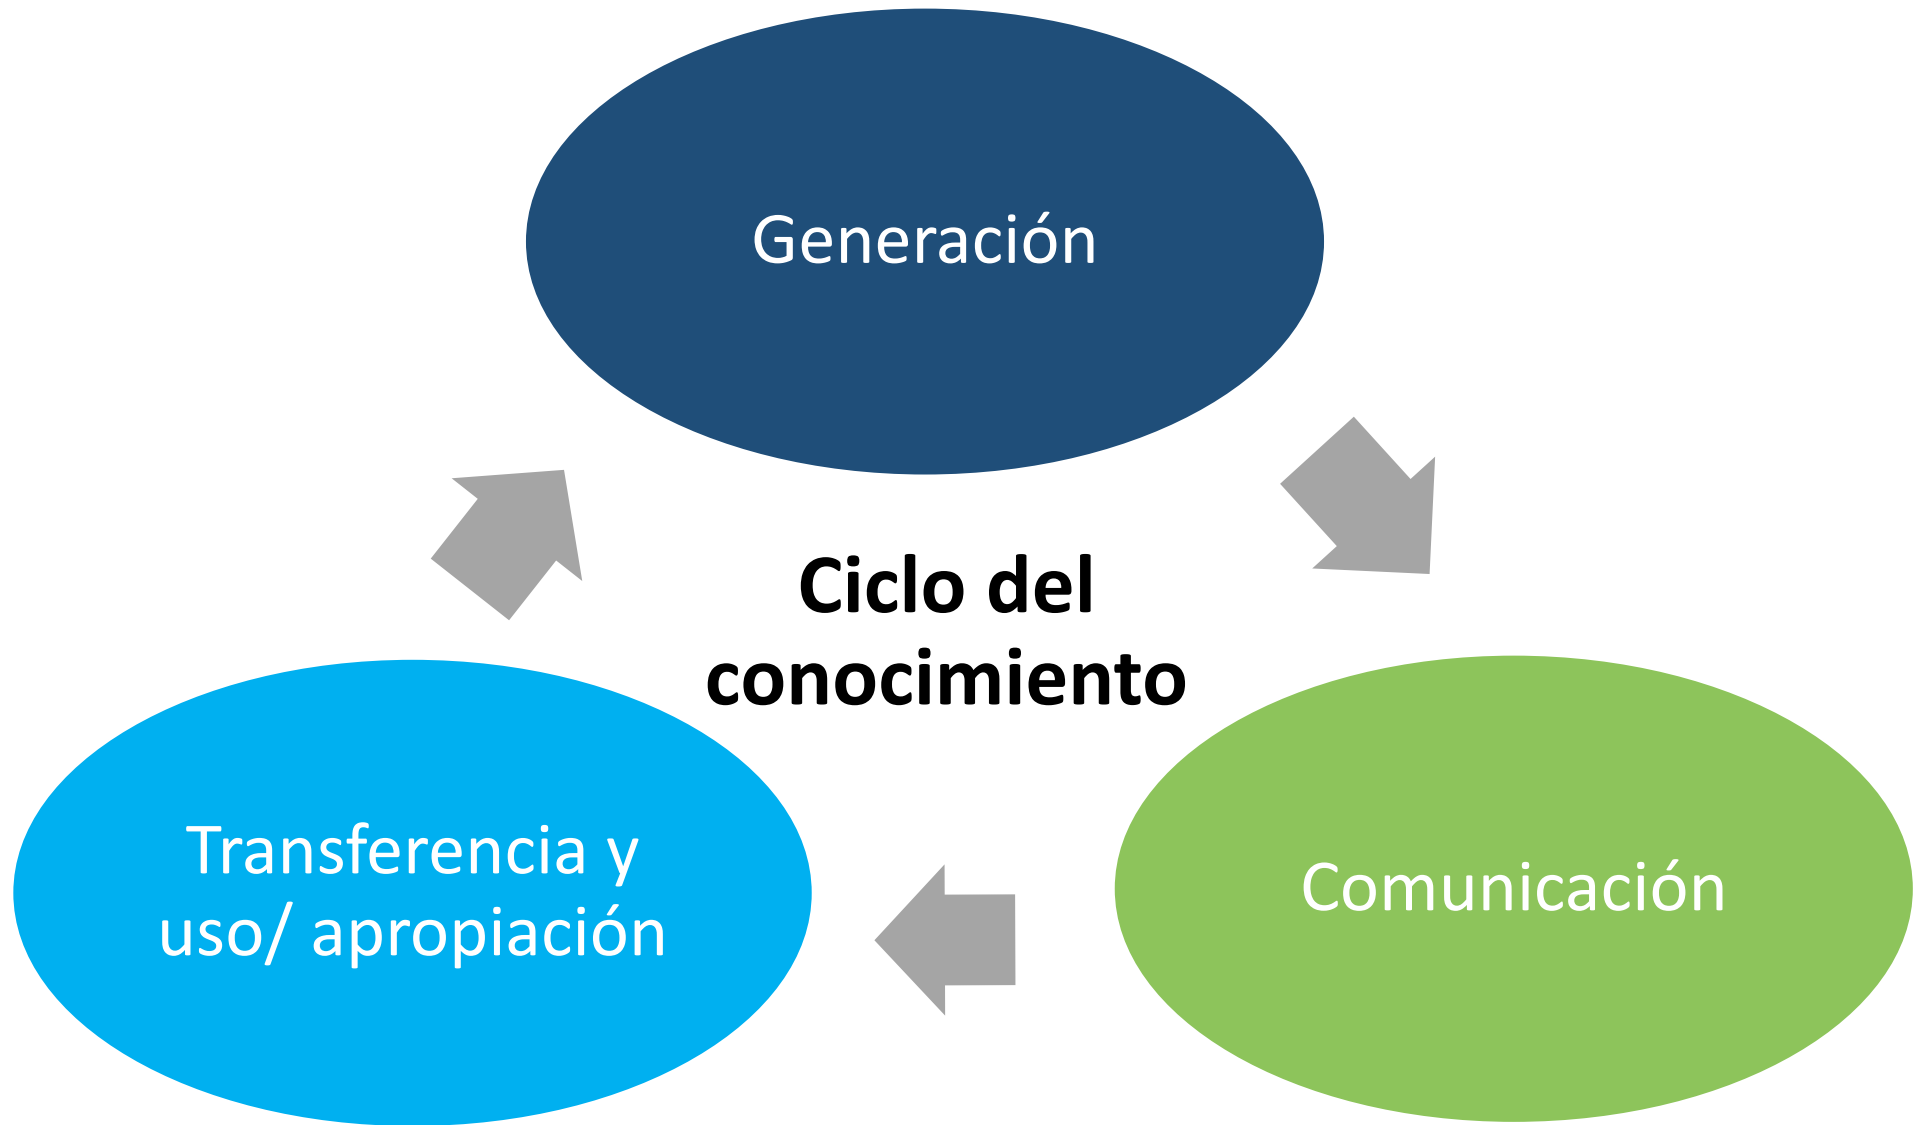 Generación
Ciclo del
conocimiento
Transferencia y
uso/ apropiación
Comunicación